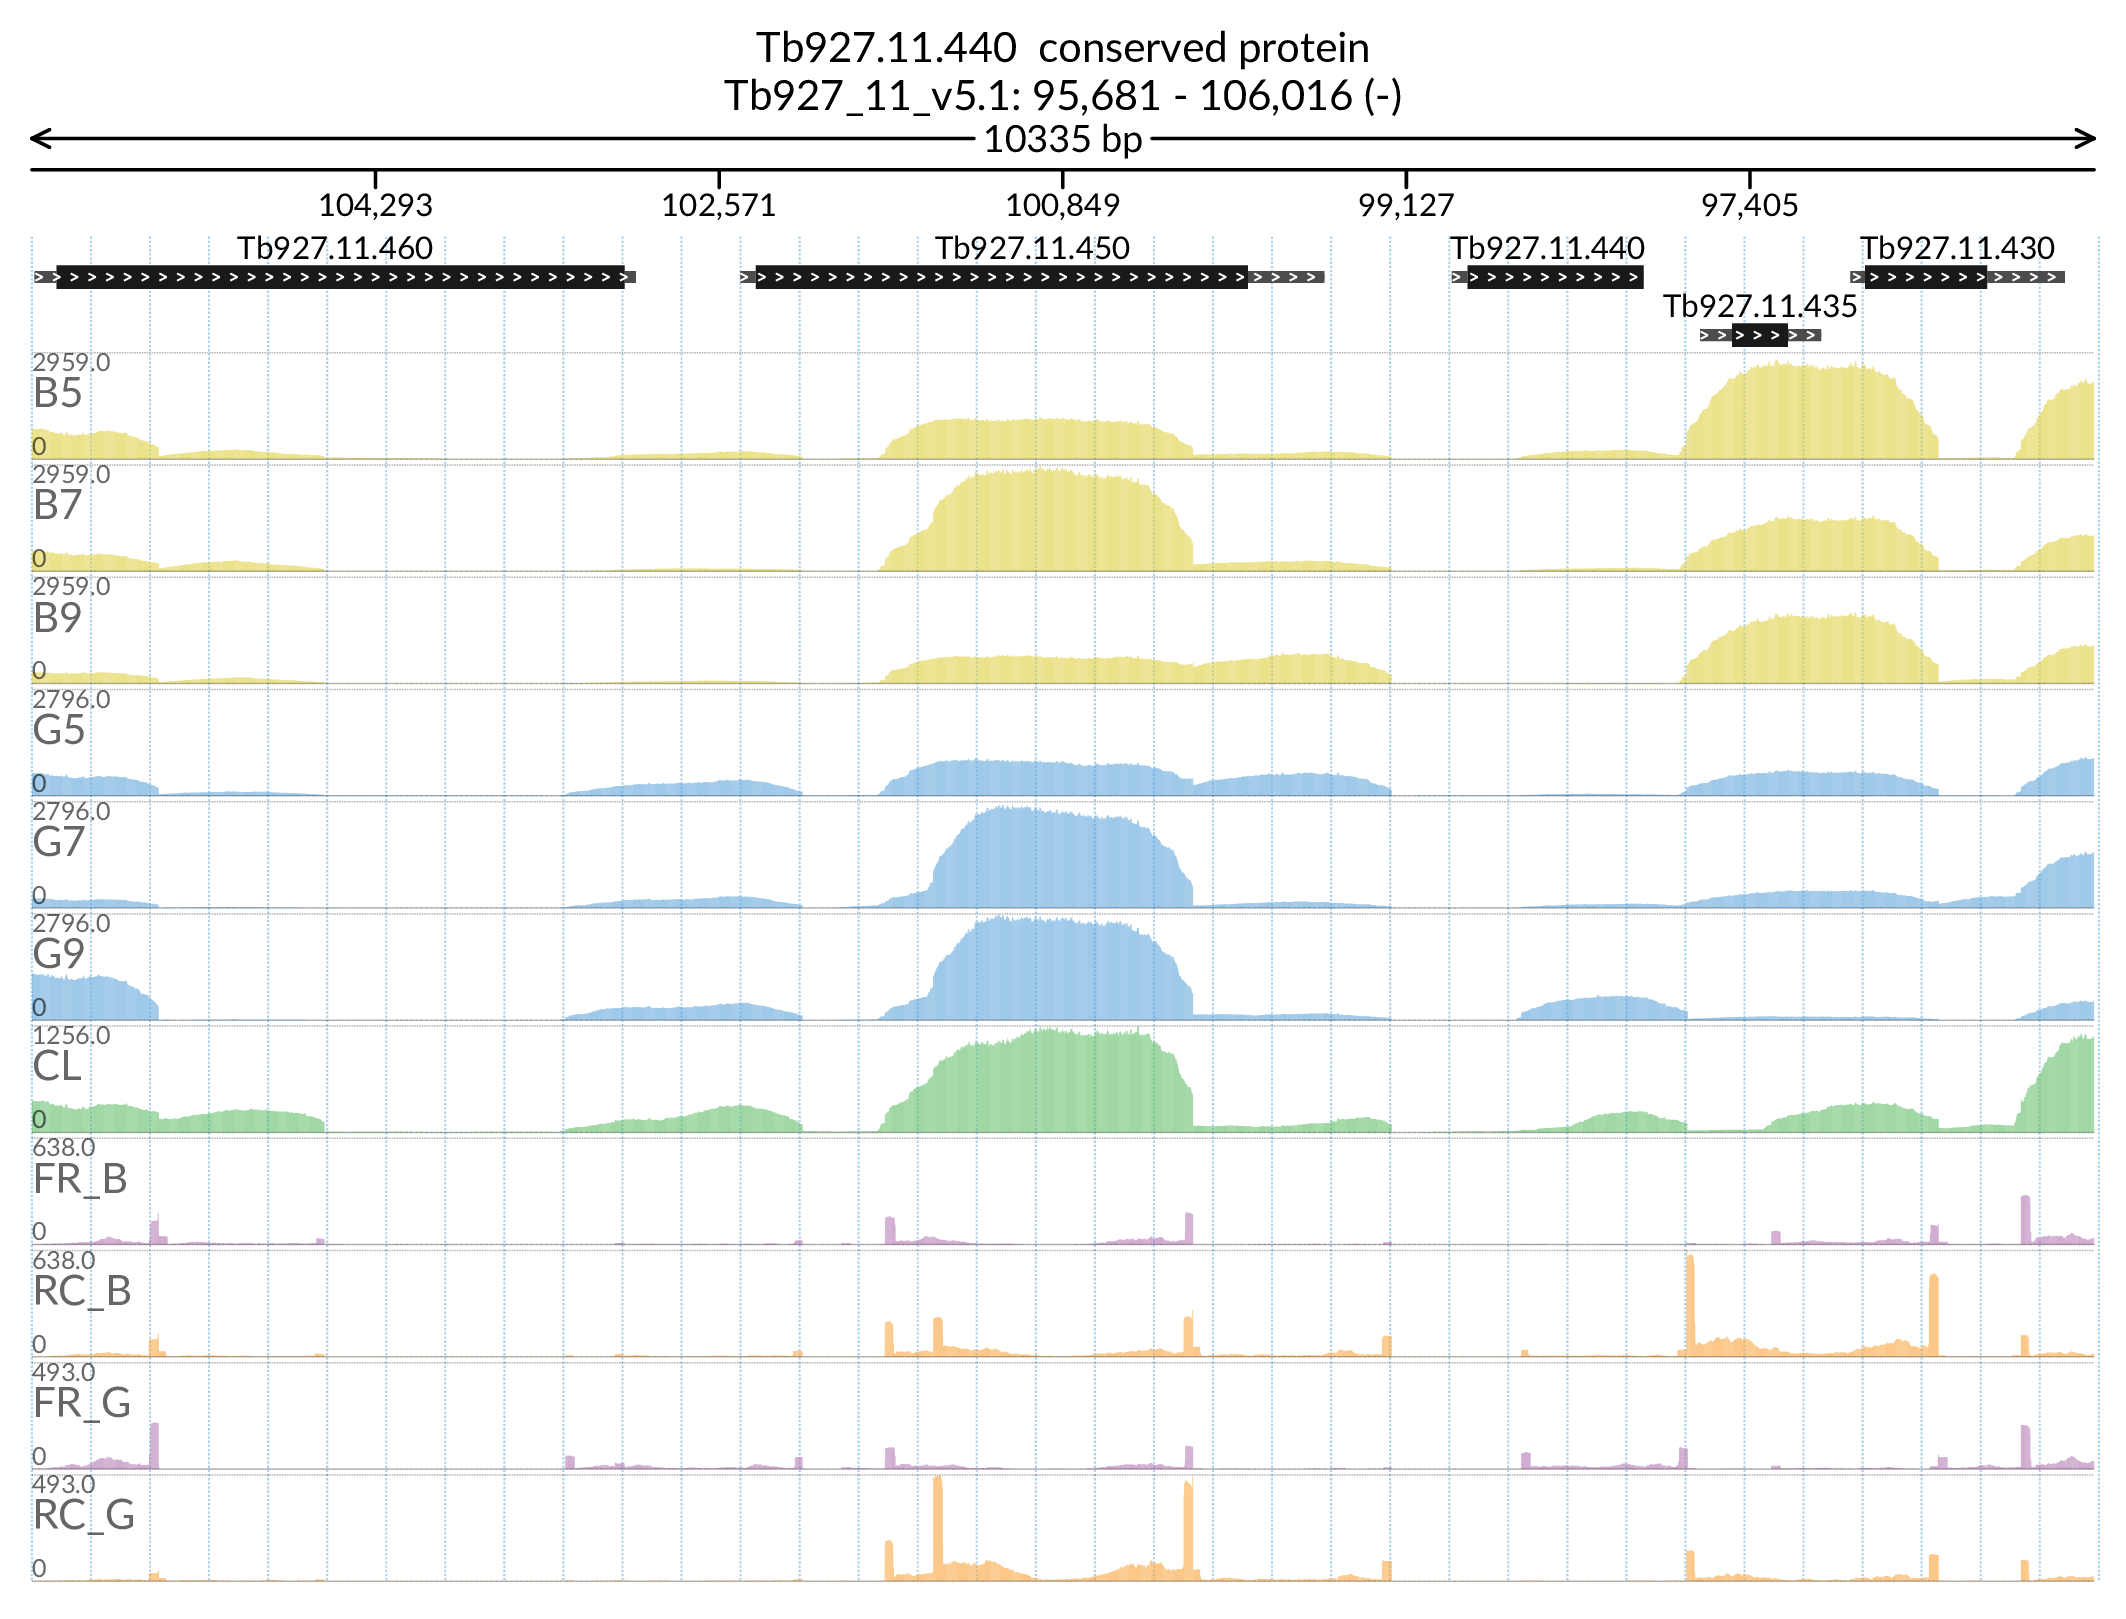 Tb927.11.440  conserved protein
Tb927_11_v5.1: 95,681 - 106,016 (-)
10335 bp
104,293 102,571 100,849 99,127 97,405
Tb927.11.460 Tb927.11.450 Tb927.11.440 Tb927.11.430
Tb927.11.435
2959.0
B5
0
2959.0
B7
0
2959.0
B9
0
2796.0
G5
0
2796.0
G7
0
2796.0
G9
0
1256.0
CL
0
638.0
FR_B
0
638.0
RC_B
0
493.0
FR_G
0
493.0
RC_G
0